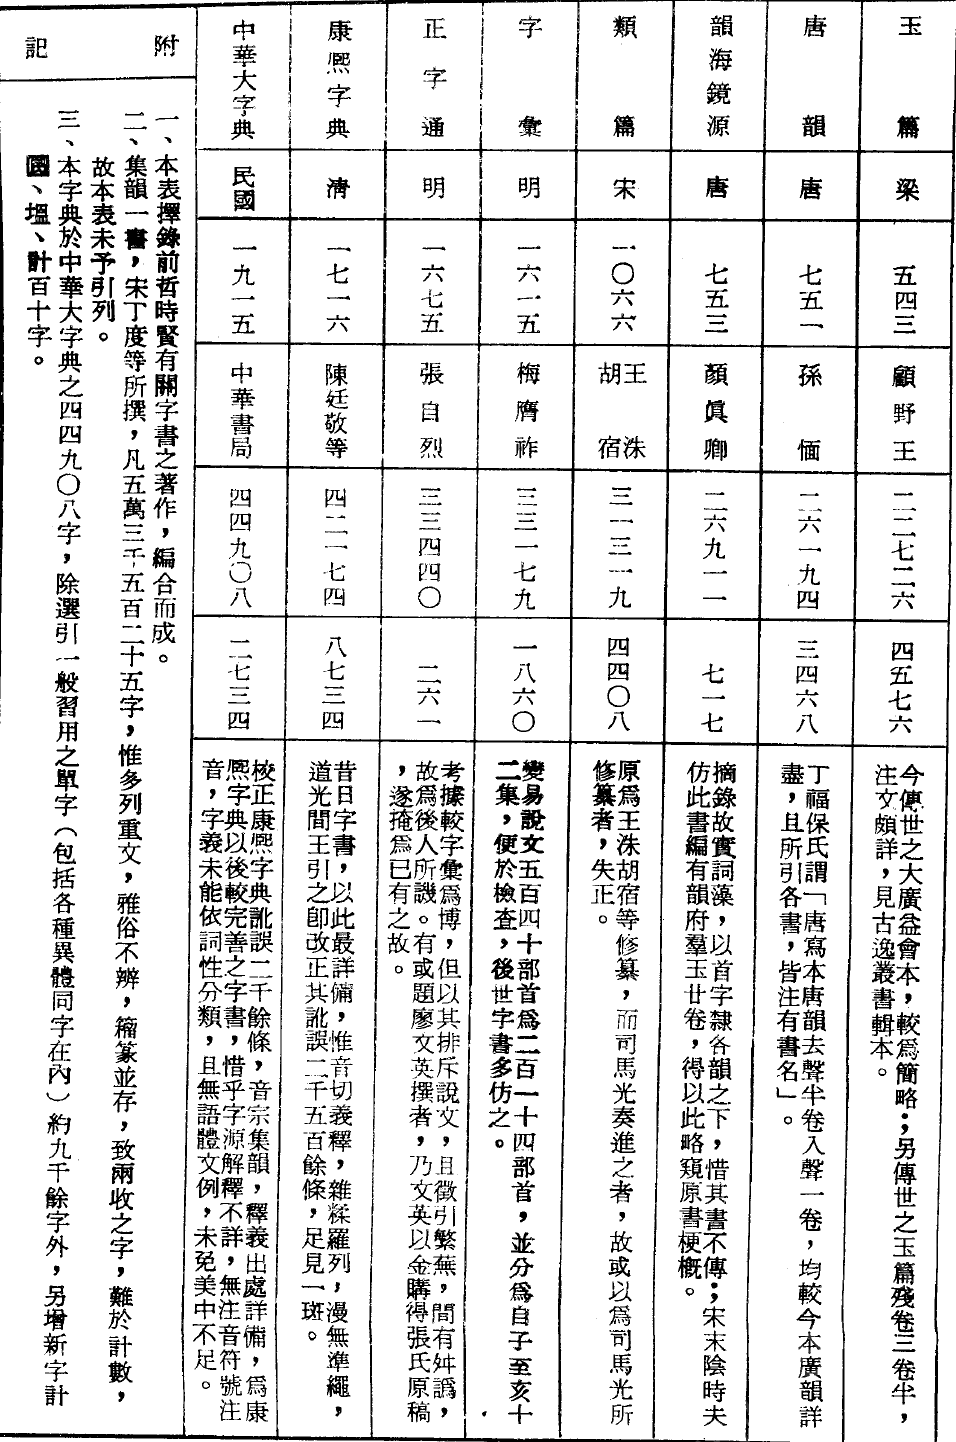 玉篇
梁
五四三
顧野王
二二七二六
四五七六
今傳世之大廣益會本，較爲簡略；另傳世之玉篇殘卷三卷半，
注文頗詳，見古逸叢書輯本。
唐韻
唐
七五一
孫愐
二六一九四
三四六八
丁福保氏謂「唐寫本唐韻去聲半卷入聲一卷，均較今本廣韻詳
盡，且所引各書，皆注有書名」。
韻海鏡源
唐
七五三
顏眞卿
二六九一一
七一七
摘錄故實詞藻，以首字隸各韻之下，惜其書不傳；宋末陰時夫
仿此書編有韻府羣玉廿卷，得以此略窺原書梗概。
類篇
宋
一〇六六
王洙
胡宿
三一三一九
四四〇八
原爲王洙胡宿等修纂，而司馬光奏進之者，故或以爲司馬光所
修纂者，失正。
字彙
明
一六一五
梅膺祚
三三一七九
一八六〇
變易說文五百四十部首爲二百一十四部首，並分爲自子至亥十
二集，便於檢查，後世字書多仿之。
正字通
明
一六七五
張自烈
三三四四〇
二六一
考據較字彙爲博，但以其排斥說文，且徵引繁蕪，間有舛譌，
故爲後人所譏。有或題廖文英撰者，乃文英以金購得張氏原稿
，遂掩爲已有之故。
康熙字典
清
一七一六
陳廷敬等
四二一七四
八七三四
昔日字書，以此最詳備，惟音切義釋，雜糅羅列，漫無準繩，
道光間王引之卽改正其訛誤二千五百餘條，足見一斑。
中華大字典
民國
一九一五
中華書局
四四九〇八
二七三四
校正康熙字典訛誤二千餘條，音宗集韻，釋義出處詳備，爲康
熙字典以後較完善之字書，惜乎字源解釋不詳，無注音符號注
音，字義未能依詞性分類，且無語體文例，未免美中不足。
附記
一、本表擇錄前哲時賢有關字書之著作，編合而成。
二、集韻一書，宋丁度等所撰，凡五萬三千五百二十五字，惟多列重文，雅俗不辨，籀篆並存，致兩收之字，難於計數，
故本表未予引列。
三、本字典於中華大字典之四四九〇八字，除選引一般習用之單字（包括各種異體同字在內）約九千餘字外，另增新字計
圕、塭、計百十字。